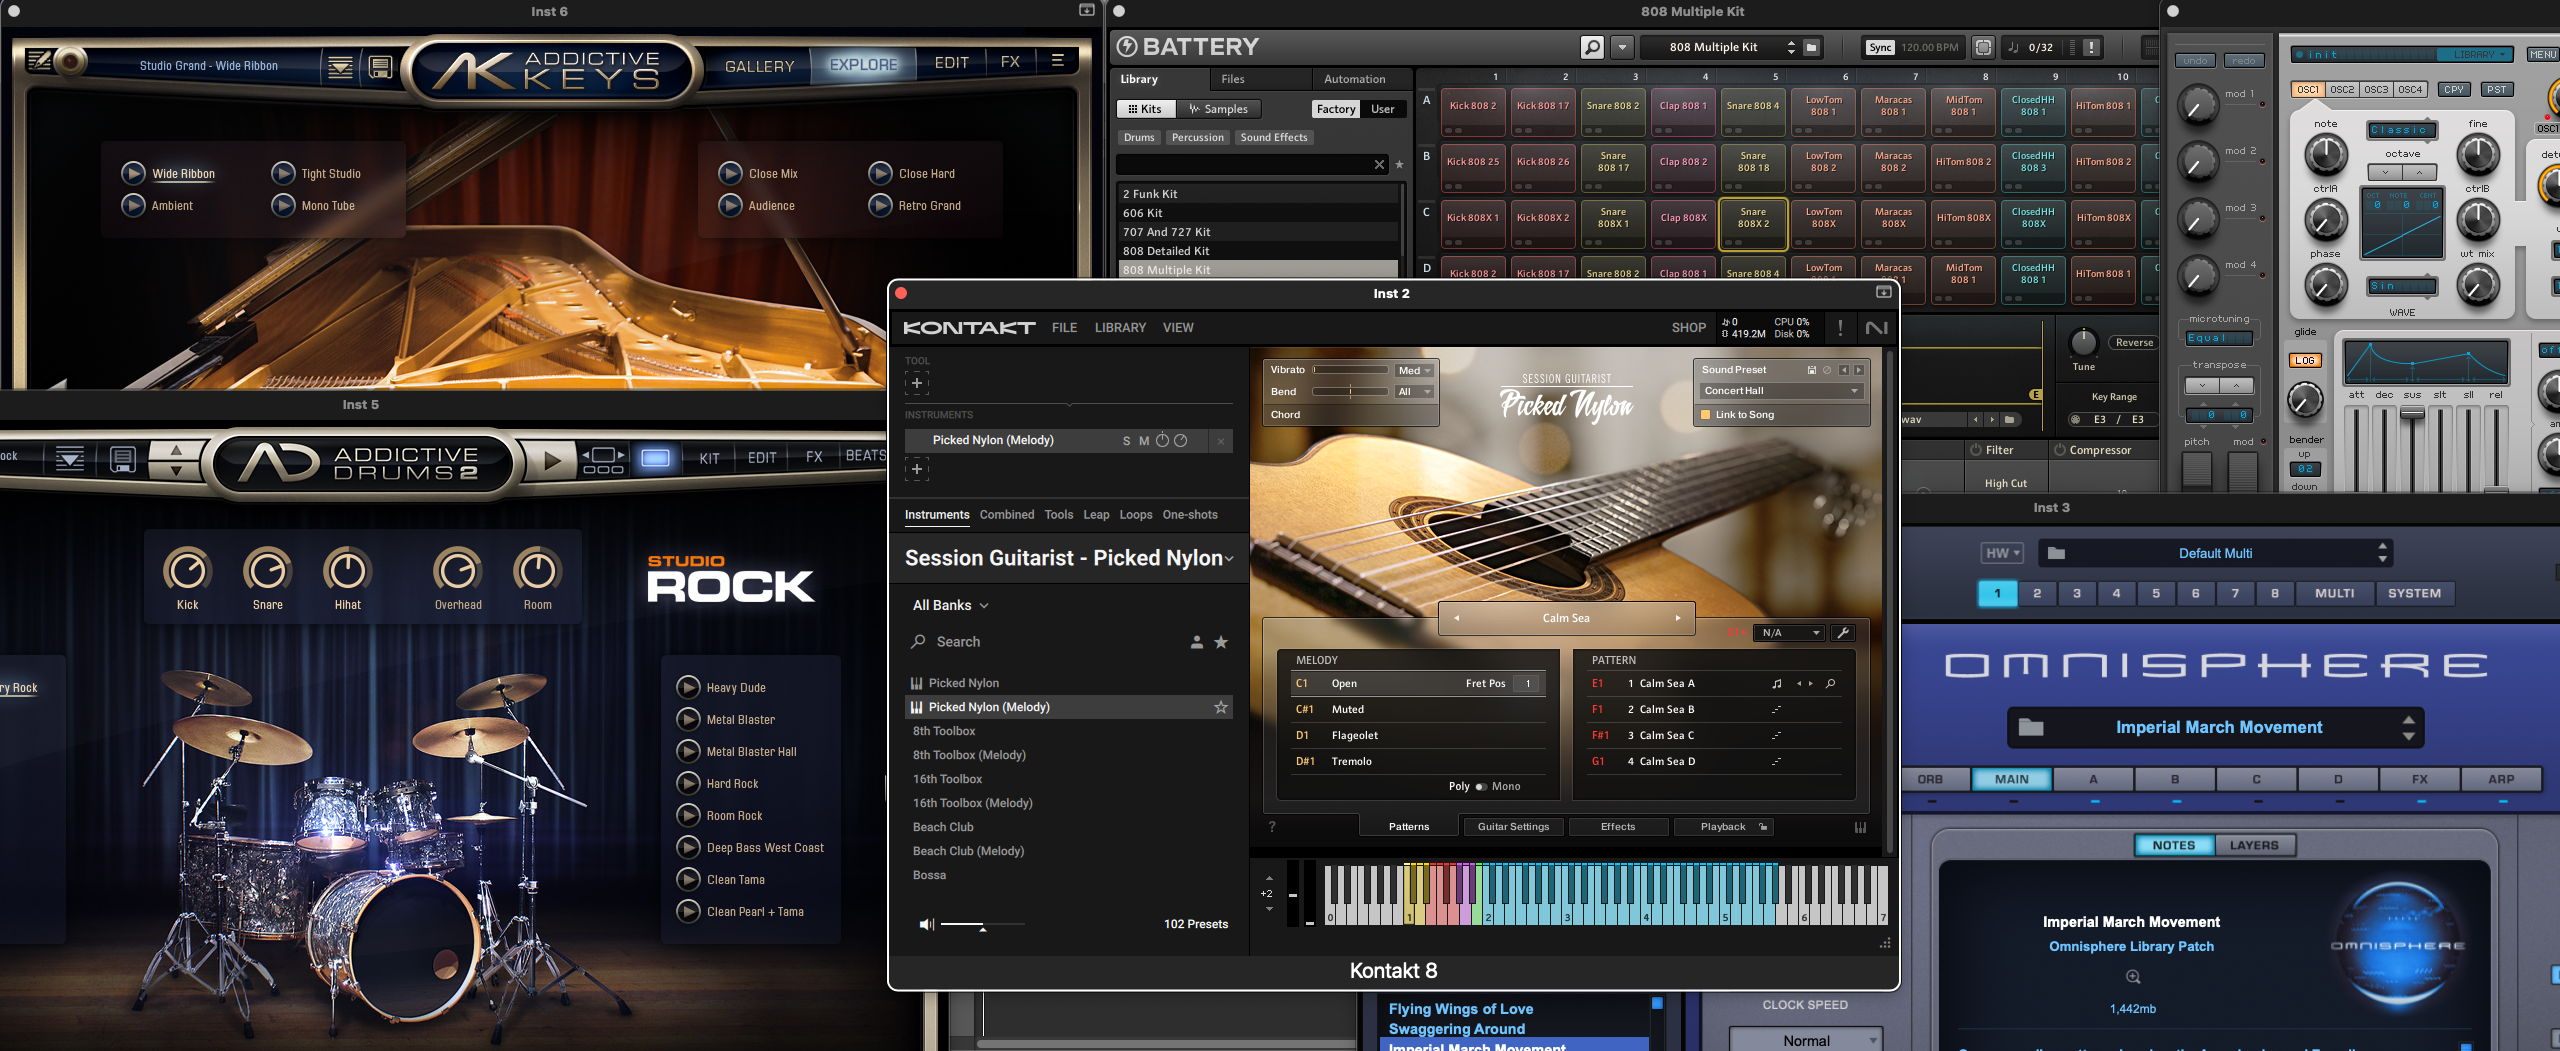 Inst 6
Studio Grand - Wide Ribbon
AK ADDICTIVE KEYS
GALLERY
EXPLORE
EDIT
FX
Wide Ribbon
Tight Studio
Ambient
Mono Tube
Close Mix
Close Hard
Audience
Retro Grand
808 Multiple Kit
BATTERY
808 Multiple Kit
Sync 120.00 BPM
0/32
!
Library
Files
Automation
Kits
Samples
Factory
User
Drums
Percussion
Sound Effects
2 Funk Kit
606 Kit
707 And 727 Kit
808 Detailed Kit
808 Multiple Kit
1 2 3 4 5 6 7 8 9 10
A
Kick 808 2
Kick 808 17
Snare 808 2
Clap 808 1
Snare 808 4
LowTom 808 1
Maracas 808 1
MidTom 808 1
ClosedHH 808 1
HiTom 808 1
B
Kick 808 25
Kick 808 26
Snare 808 17
Clap 808 2
Snare 808 18
LowTom 808 2
Maracas 808 2
HiTom 808 2
ClosedHH 808 3
HiTom 808 2
C
Kick 808X 1
Kick 808X 2
Snare 808X 1
Clap 808X
Snare 808X 2
LowTom 808X
Maracas 808X
HiTom 808X
ClosedHH 808X
HiTom 808X
D
Kick 808 2
Kick 808 17
Snare 808 2
Clap 808 1
Snare 808 4
LowTom
Maracas
808 1
MidTom 808 1
ClosedHH 808 1
HiTom 808 1
E
Tune
Reverse
Key Range
E3 / E3
wav
Filter
Compressor
High Cut
undo
redo
mod 1
mod 2
mod 3
mod 4
microtuning
Equal
transpose
0 0
pitch
mod
init
LIBRARY
MENU
OSC1 OSC2 OSC3 OSC4
CPY
PST
OSC1
note
Classic
fine
octave
ctrlA
ctrlB
OCT NOTE CENT
0 0 0
phase
wt mix
Sin
WAVE
glide
LOG
att dec sus slt sll rel
bender
up
02
down
Inst 5
ock
AD ADDICTIVE DRUMS 2
KIT
EDIT
FX
BEATS
Kick
Snare
Hihat
Overhead
Room
STUDIO
ROCK
ry Rock
Heavy Dude
Metal Blaster
Metal Blaster Hall
Hard Rock
Room Rock
Deep Bass West Coast
Clean Tama
Clean Pearl + Tama
Inst 2
KONTAKT
FILE
LIBRARY
VIEW
SHOP
0
419.2M
CPU 0%
Disk 0%
!
TOOL
+
INSTRUMENTS
Picked Nylon (Melody)
S M
×
+
Instruments
Combined
Tools
Leap
Loops
One-shots
Session Guitarist - Picked Nylon
All Banks
Search
Picked Nylon
Picked Nylon (Melody)
8th Toolbox
8th Toolbox (Melody)
16th Toolbox
16th Toolbox (Melody)
Beach Club
Beach Club (Melody)
Bossa
102 Presets
Vibrato
Med
Bend
All
Chord
SESSION GUITARIST
Picked Nylon
Sound Preset
Concert Hall
Link to Song
Calm Sea
N/A
MELODY
C1 Open Fret Pos 1
C#1 Muted
D1 Flageolet
D#1 Tremolo
Poly
Mono
PATTERN
E1 1 Calm Sea A
F1 2 Calm Sea B
F#1 3 Calm Sea C
G1 4 Calm Sea D
?
Patterns
Guitar Settings
Effects
Playback
+2
0 1 2 3 4 5 6 7
Kontakt 8
Inst 3
HW
Default Multi
1 2 3 4 5 6 7 8 MULTI SYSTEM
OMNISPHERE
Imperial March Movement
ORB MAIN A B C D FX ARP
NOTES
LAYERS
Imperial March Movement
Omnisphere Library Patch
1,442mb
OMNISPHERE
Flying Wings of Love
Swaggering Around
Imperial March Movement
CLOCK SPEED
Normal